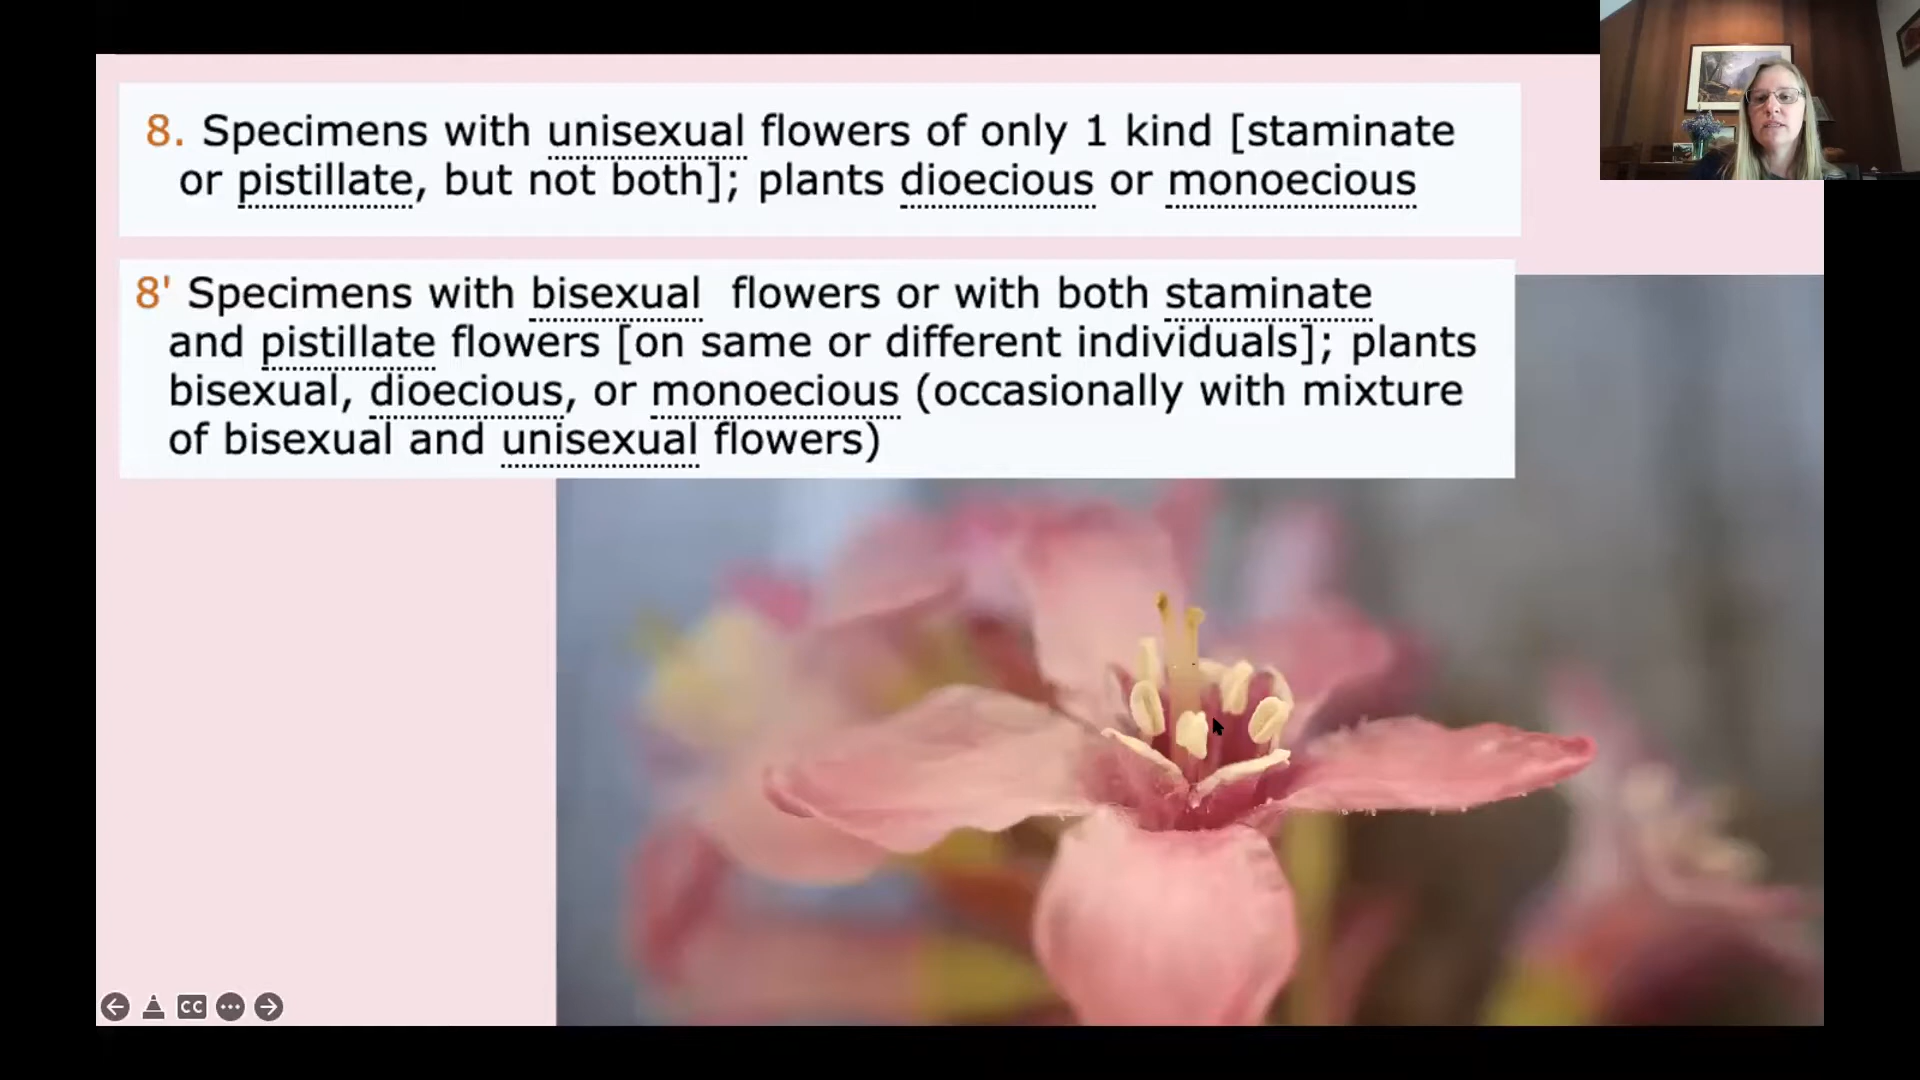 8. Specimens with unisexual flowers of only 1 kind [staminate
or pistillate, but not both]; plants dioecious or monoecious
8' Specimens with bisexual flowers or with both staminate
and pistillate flowers [on same or different individuals]; plants
bisexual, dioecious, or monoecious (occasionally with mixture
of bisexual and unisexual flowers)
CC